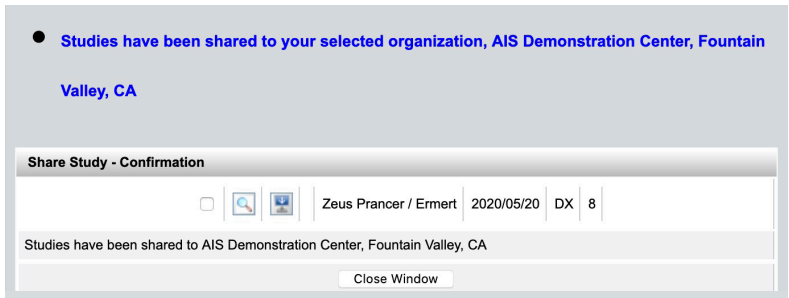 Studies have been shared to your selected organization, AIS Demonstration Center, Fountain
Valley, CA
Share Study - Confirmation
Zeus Prancer / Ermert 2020/05/20 DX 8
Studies have been shared to AIS Demonstration Center, Fountain Valley, CA
Close Window